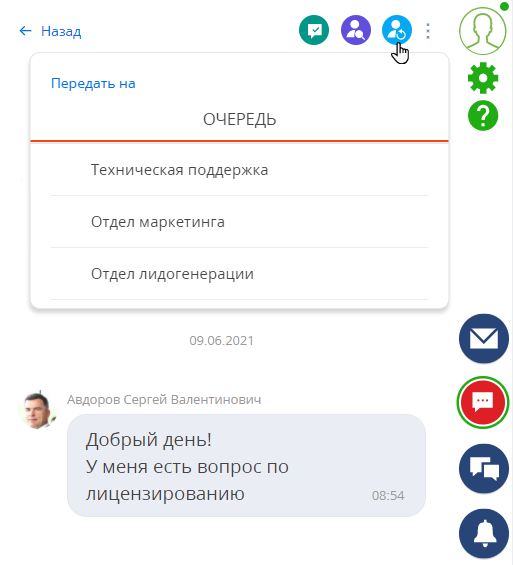 Назад
Передать на
ОЧЕРЕДЬ
Техническая поддержка
Отдел маркетинга
Отдел лидогенерации
09.06.2021
Авдоров Сергей Валентинович
Добрый день!
У меня есть вопрос по
лицензированию
08:54